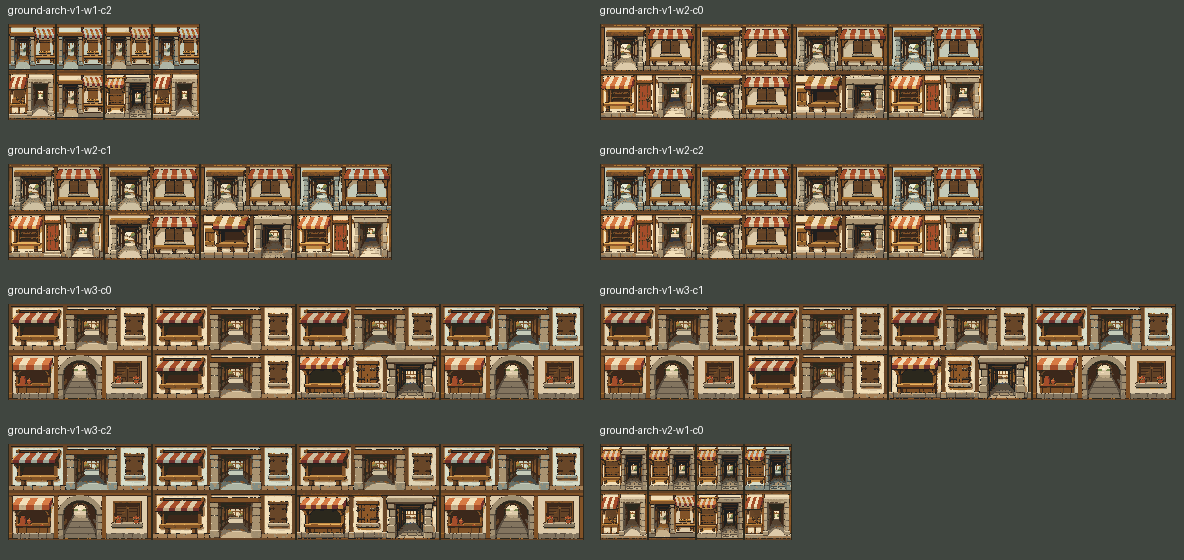 ground-arch-v1-w1-c2
ground-arch-v1-w2-c0
ground-arch-v1-w2-c1
ground-arch-v1-w2-c2
ground-arch-v1-w3-c0
ground-arch-v1-w3-c1
ground-arch-v1-w3-c2
ground-arch-v2-w1-c0